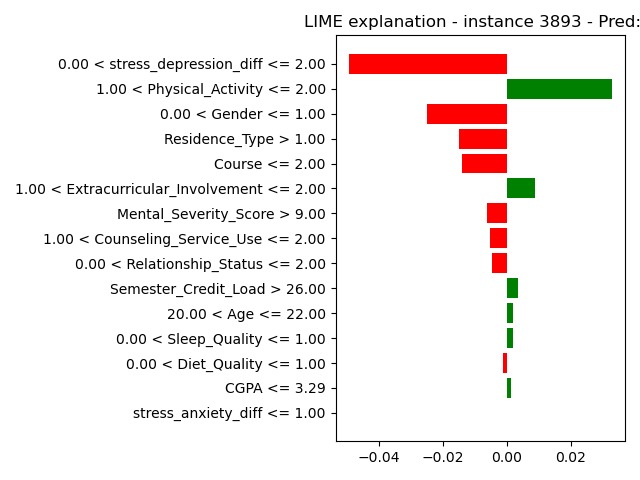 LIME explanation - instance 3893 - Pred:
0.00 < stress_depression_diff <= 2.00
1.00 < Physical_Activity <= 2.00
0.00 < Gender <= 1.00
Residence_Type > 1.00
Course <= 2.00
1.00 < Extracurricular_Involvement <= 2.00
Mental_Severity_Score > 9.00
1.00 < Counseling_Service_Use <= 2.00
0.00 < Relationship_Status <= 2.00
Semester_Credit_Load > 26.00
20.00 < Age <= 22.00
0.00 < Sleep_Quality <= 1.00
0.00 < Diet_Quality <= 1.00
CGPA <= 3.29
stress_anxiety_diff <= 1.00
−0.04 −0.02 0.00 0.02